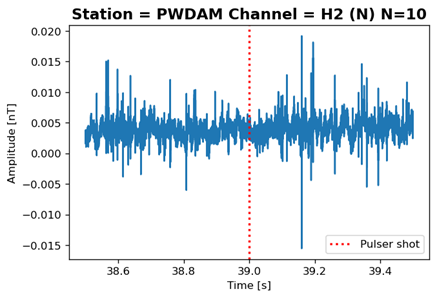 Station = PWDAM Channel = H2 (N) N=10
Amplitude [nT]
0.020
0.015
0.010
0.005
0.000
−0.005
−0.010
−0.015
Pulser shot
38.6 38.8 39.0 39.2 39.4
Time [s]